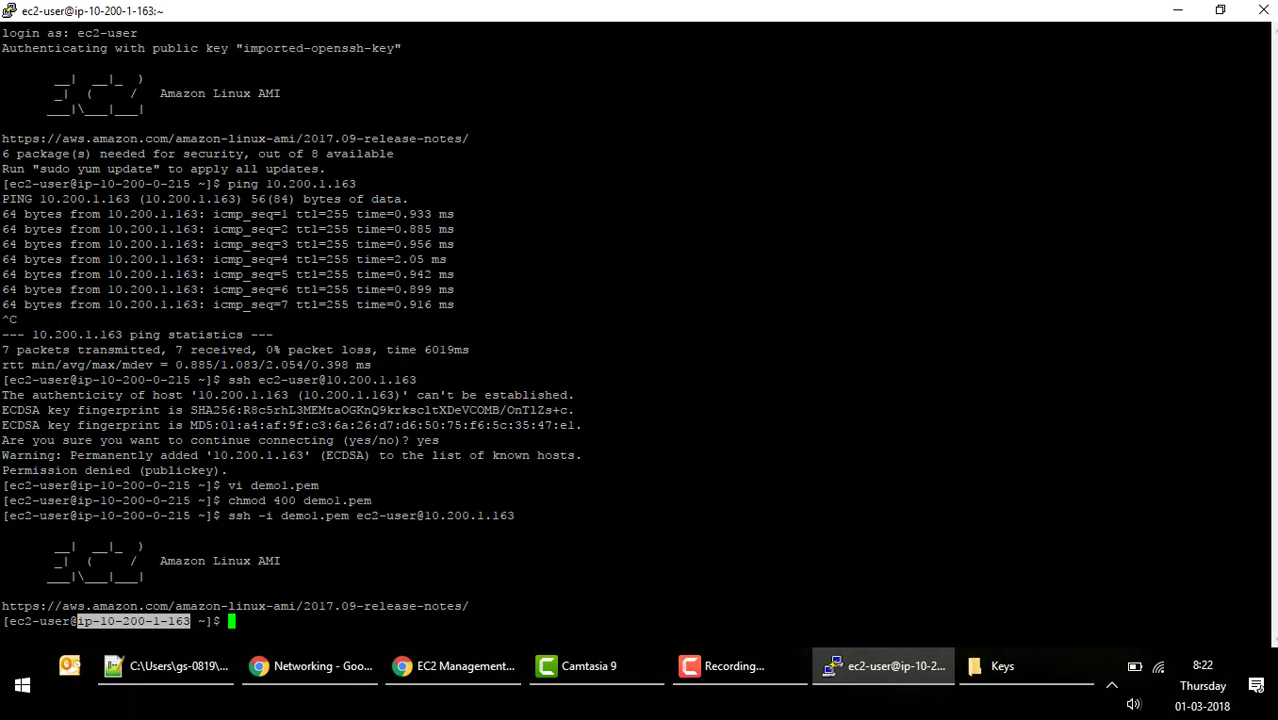 ec2-user@ip-10-200-1-163:~
login as: ec2-user
Authenticating with public key "imported-openssh-key"
       __|  __|_  )
       _|  (     /   Amazon Linux AMI
      ___|\___|___|
https://aws.amazon.com/amazon-linux-ami/2017.09-release-notes/
6 package(s) needed for security, out of 8 available
Run "sudo yum update" to apply all updates.
[ec2-user@ip-10-200-0-215 ~]$ ping 10.200.1.163
PING 10.200.1.163 (10.200.1.163) 56(84) bytes of data.
64 bytes from 10.200.1.163: icmp_seq=1 ttl=255 time=0.933 ms
64 bytes from 10.200.1.163: icmp_seq=2 ttl=255 time=0.885 ms
64 bytes from 10.200.1.163: icmp_seq=3 ttl=255 time=0.956 ms
64 bytes from 10.200.1.163: icmp_seq=4 ttl=255 time=2.05 ms
64 bytes from 10.200.1.163: icmp_seq=5 ttl=255 time=0.942 ms
64 bytes from 10.200.1.163: icmp_seq=6 ttl=255 time=0.899 ms
64 bytes from 10.200.1.163: icmp_seq=7 ttl=255 time=0.916 ms
^C
--- 10.200.1.163 ping statistics ---
7 packets transmitted, 7 received, 0% packet loss, time 6019ms
rtt min/avg/max/mdev = 0.885/1.083/2.054/0.398 ms
[ec2-user@ip-10-200-0-215 ~]$ ssh ec2-user@10.200.1.163
The authenticity of host '10.200.1.163 (10.200.1.163)' can't be established.
ECDSA key fingerprint is SHA256:R8c5rhL3MEMtaOGKnQ9krkscltXDeVCOMB/OnTlZs+c.
ECDSA key fingerprint is MD5:01:a4:af:9f:c3:6a:26:d7:d6:50:75:f6:5c:35:47:e1.
Are you sure you want to continue connecting (yes/no)? yes
Warning: Permanently added '10.200.1.163' (ECDSA) to the list of known hosts.
Permission denied (publickey).
[ec2-user@ip-10-200-0-215 ~]$ vi demo1.pem
[ec2-user@ip-10-200-0-215 ~]$ chmod 400 demo1.pem
[ec2-user@ip-10-200-0-215 ~]$ ssh -i demo1.pem ec2-user@10.200.1.163
       __|  __|_  )
       _|  (     /   Amazon Linux AMI
      ___|\___|___|
https://aws.amazon.com/amazon-linux-ami/2017.09-release-notes/
[ec2-user@ip-10-200-1-163 ~]$
C:\Users\gs-0819\... Networking - Goo... EC2 Management... Camtasia 9 Recording... ec2-user@ip-10-2... Keys
8:22
Thursday
01-03-2018